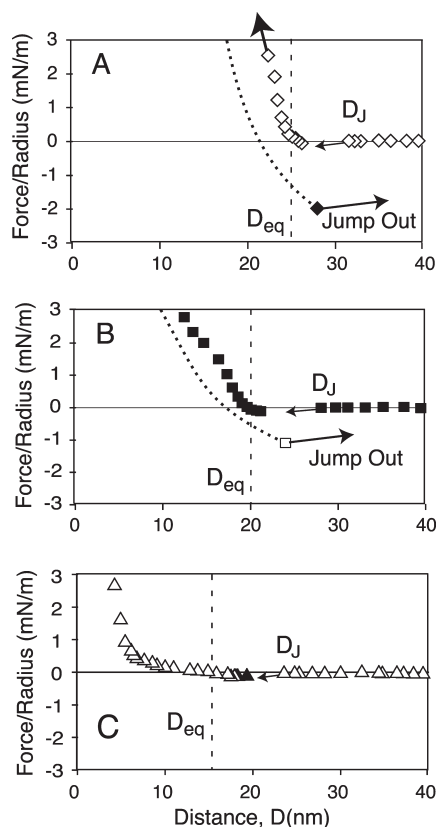 A
Force/Radius (mN/m)
3
2
1
0
-1
-2
-3
D_J
D_eq
Jump Out
0 10 20 30 40
B
Force/Radius (mN/m)
3
2
1
0
-1
-2
-3
D_J
D_eq
Jump Out
0 10 20 30 40
C
Force/Radius (mN/m)
3
2
1
0
-1
-2
-3
D_J
D_eq
0 10 20 30 40
Distance, D(nm)